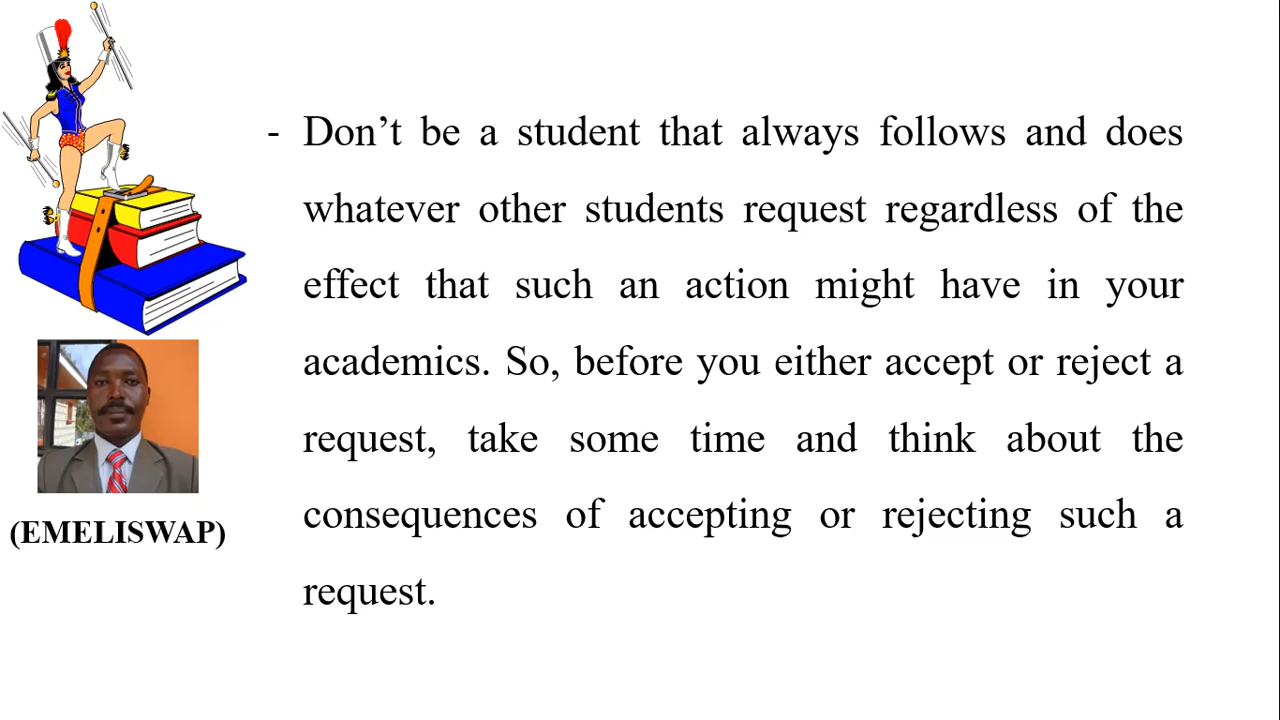 - Don’t be a student that always follows and does
whatever other students request regardless of the
effect that such an action might have in your
academics. So, before you either accept or reject a
request, take some time and think about the
consequences of accepting or rejecting such a
request.
(EMELISWAP)